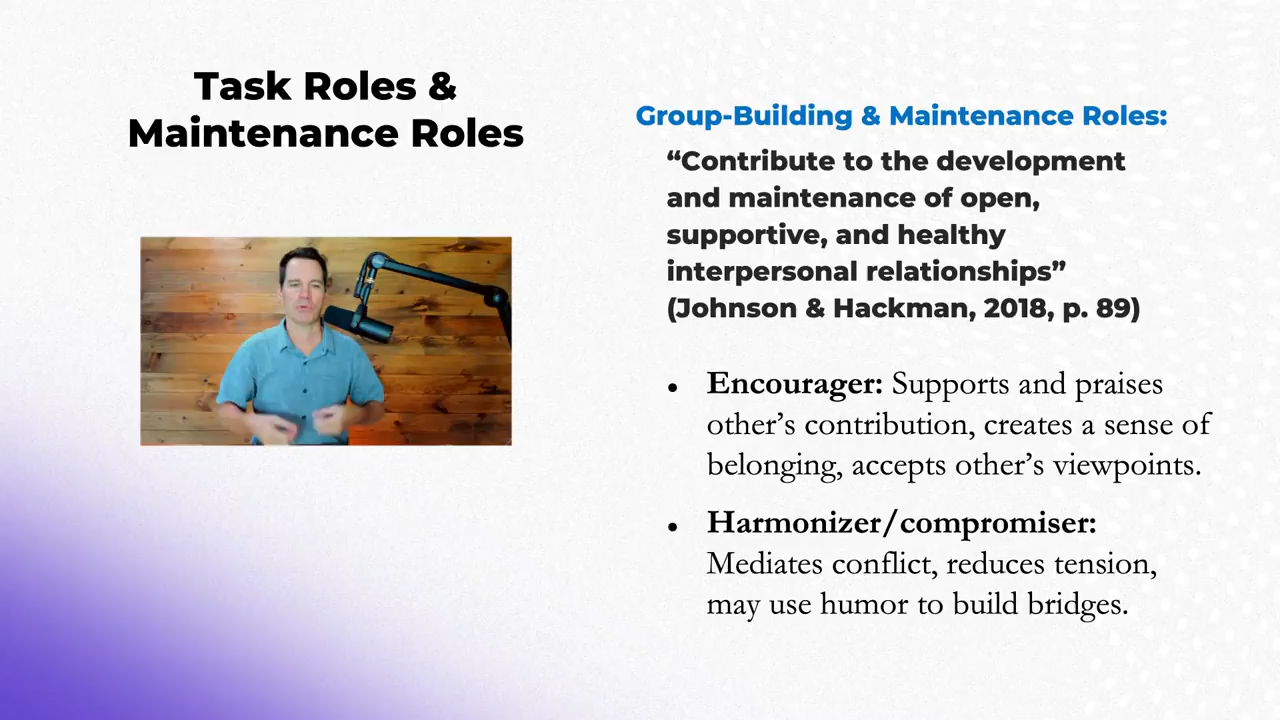 Task Roles &
Maintenance Roles
Group-Building & Maintenance Roles:
“Contribute to the development
and maintenance of open,
supportive, and healthy
interpersonal relationships”
(Johnson & Hackman, 2018, p. 89)
• Encourager: Supports and praises
other’s contribution, creates a sense of
belonging, accepts other’s viewpoints.
• Harmonizer/compromiser:
Mediates conflict, reduces tension,
may use humor to build bridges.